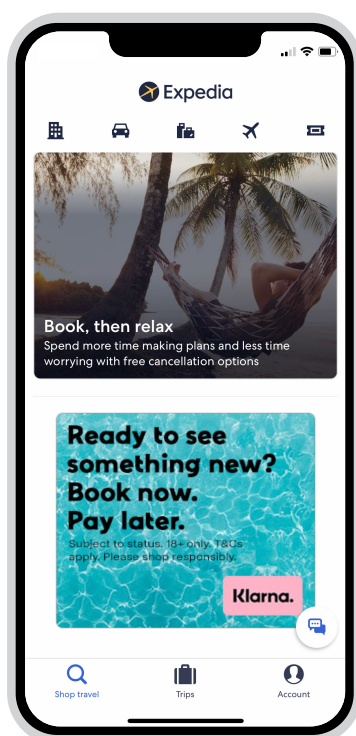 Expedia
Book, then relax
Spend more time making plans and less time
worrying with free cancellation options
Ready to see
something new?
Book now.
Pay later.
Subject to status. 18+ only. T&Cs
apply. Please shop responsibly.
Klarna.
Shop travel
Trips
Account